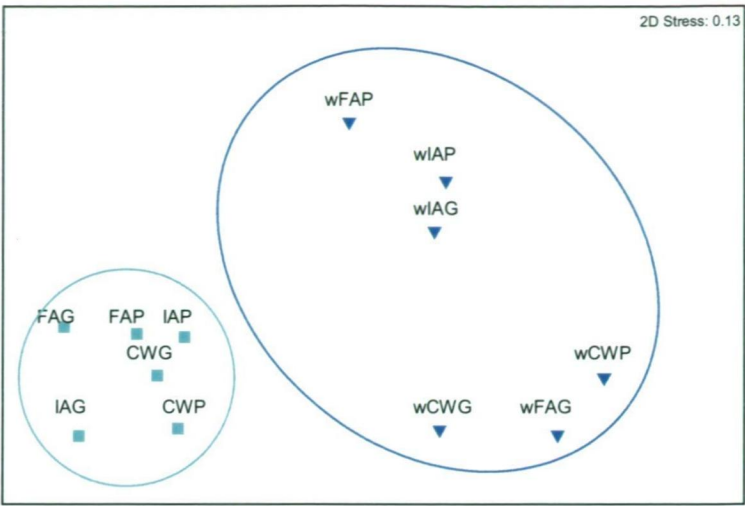 2D Stress: 0.13
wFAP
wIAP
wIAG
FAG FAP IAP
CWG
wCWP
IAG CWP wCWG wFAG